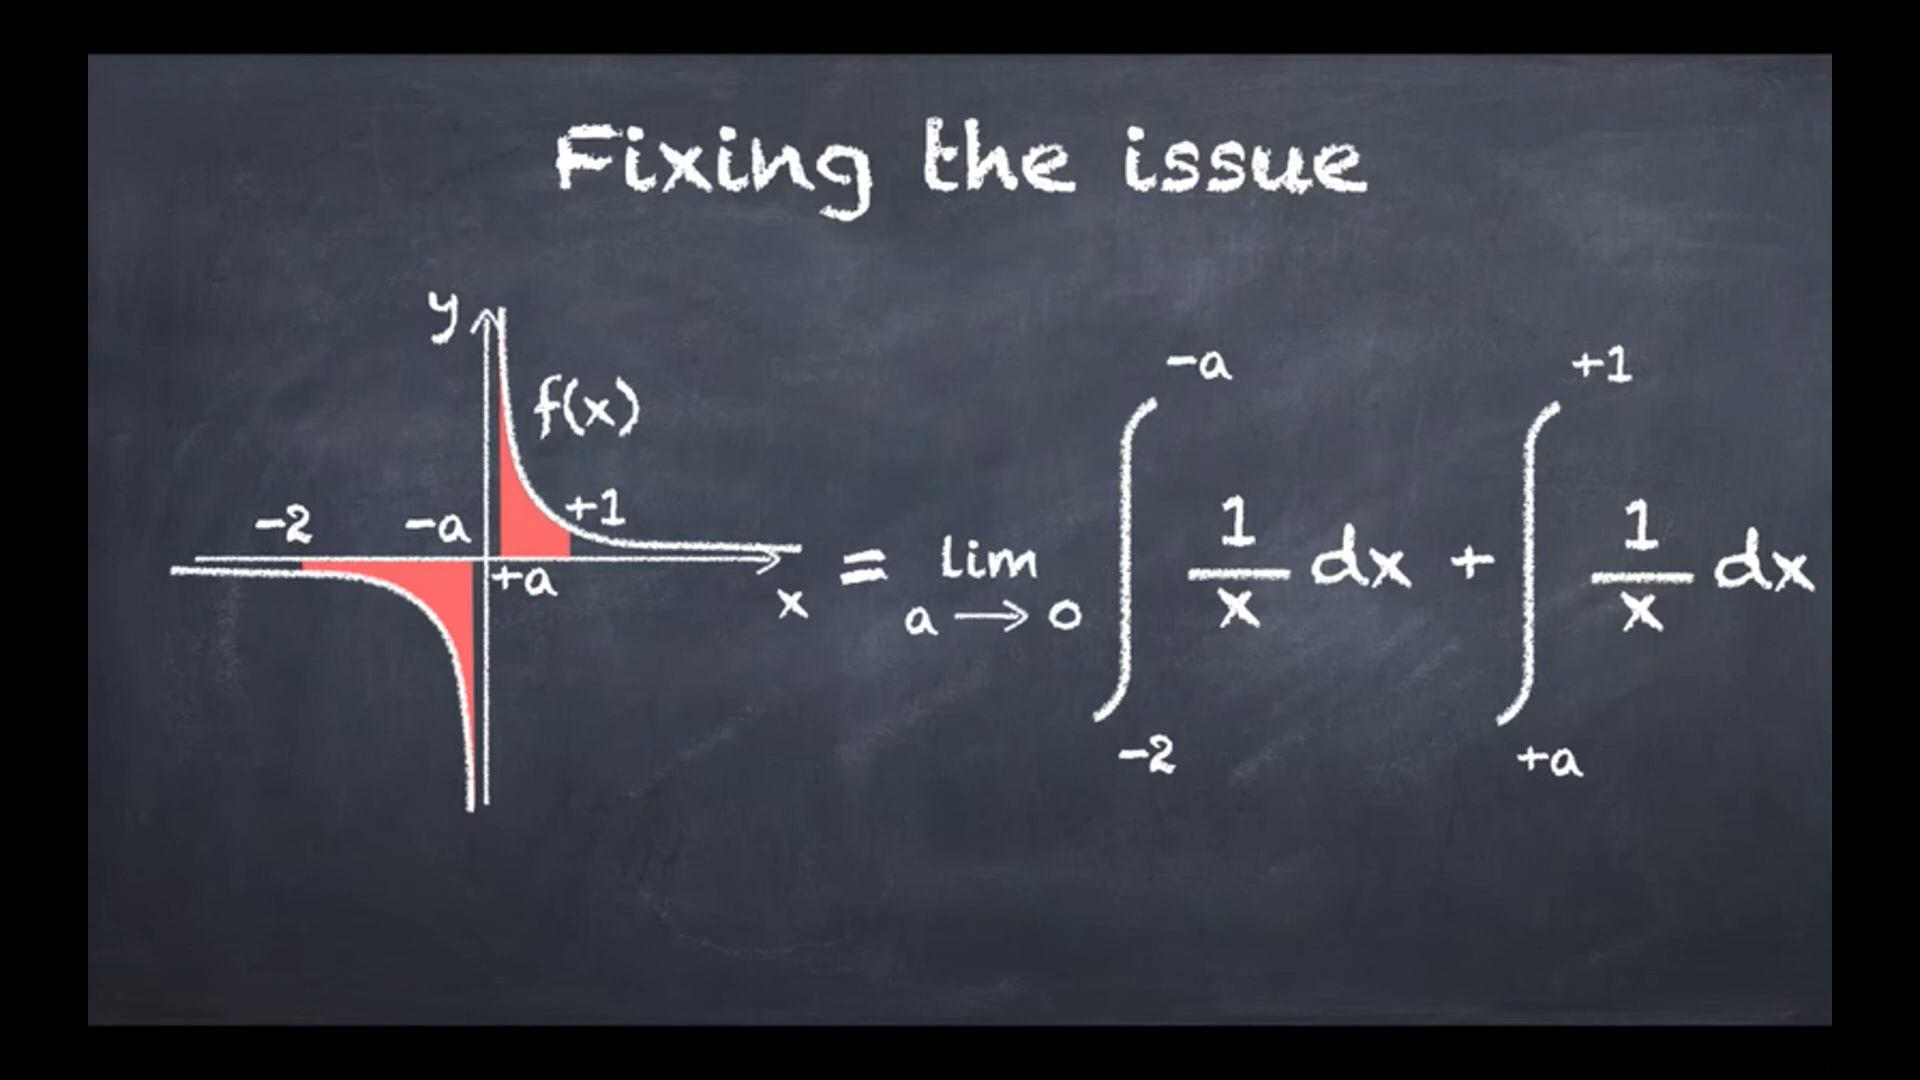 Fixing the issue
y
f(x)
-2 -a +1
+a
x
= lim a → 0 ∫ -2 -a 1/x dx + ∫ +a +1 1/x dx